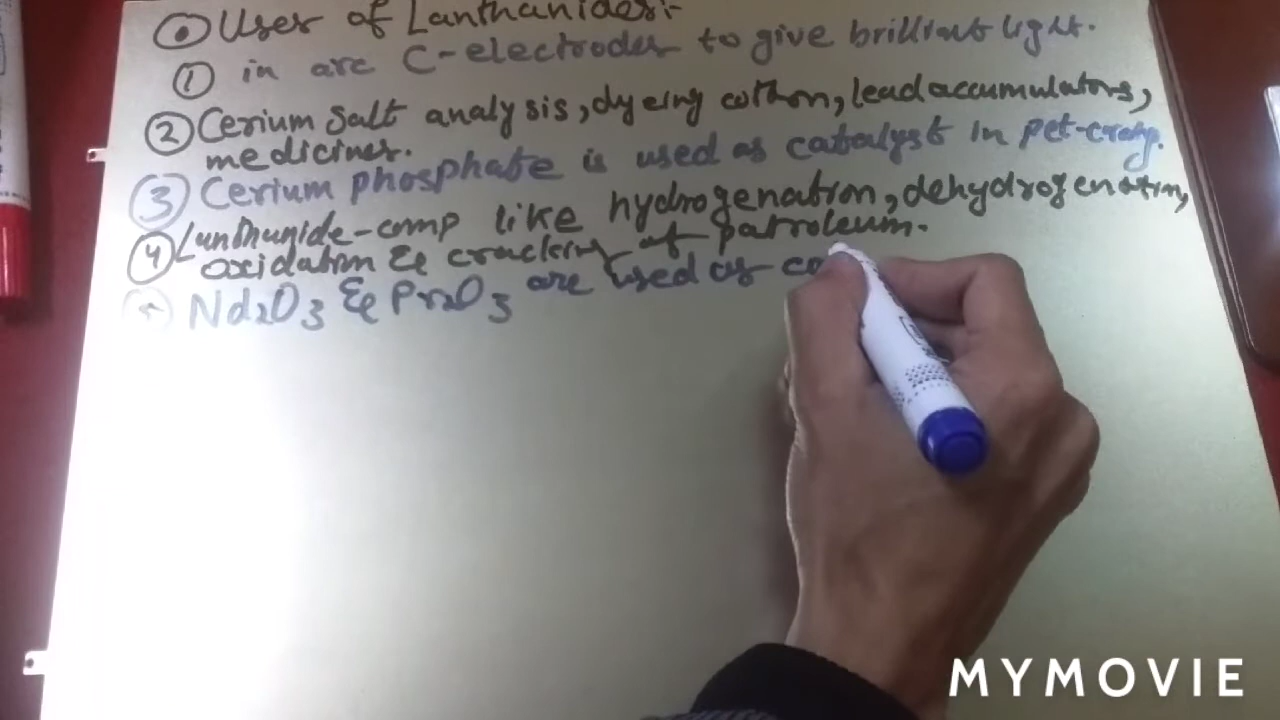 Uses of Lanthanides:-
① in arc C-electrodes to give brilliant light.
② Cerium salt analysis, dyeing cotton, lead accumulators,
medicines.
③ Cerium phosphate is used as catalyst in pet-
④ Lanthanide-comp like hydrogenation, dehydrogenation,
oxidation & cracking of patroleum.
Nd2O3 & Pr2O3 are used as co
MYMOVIE